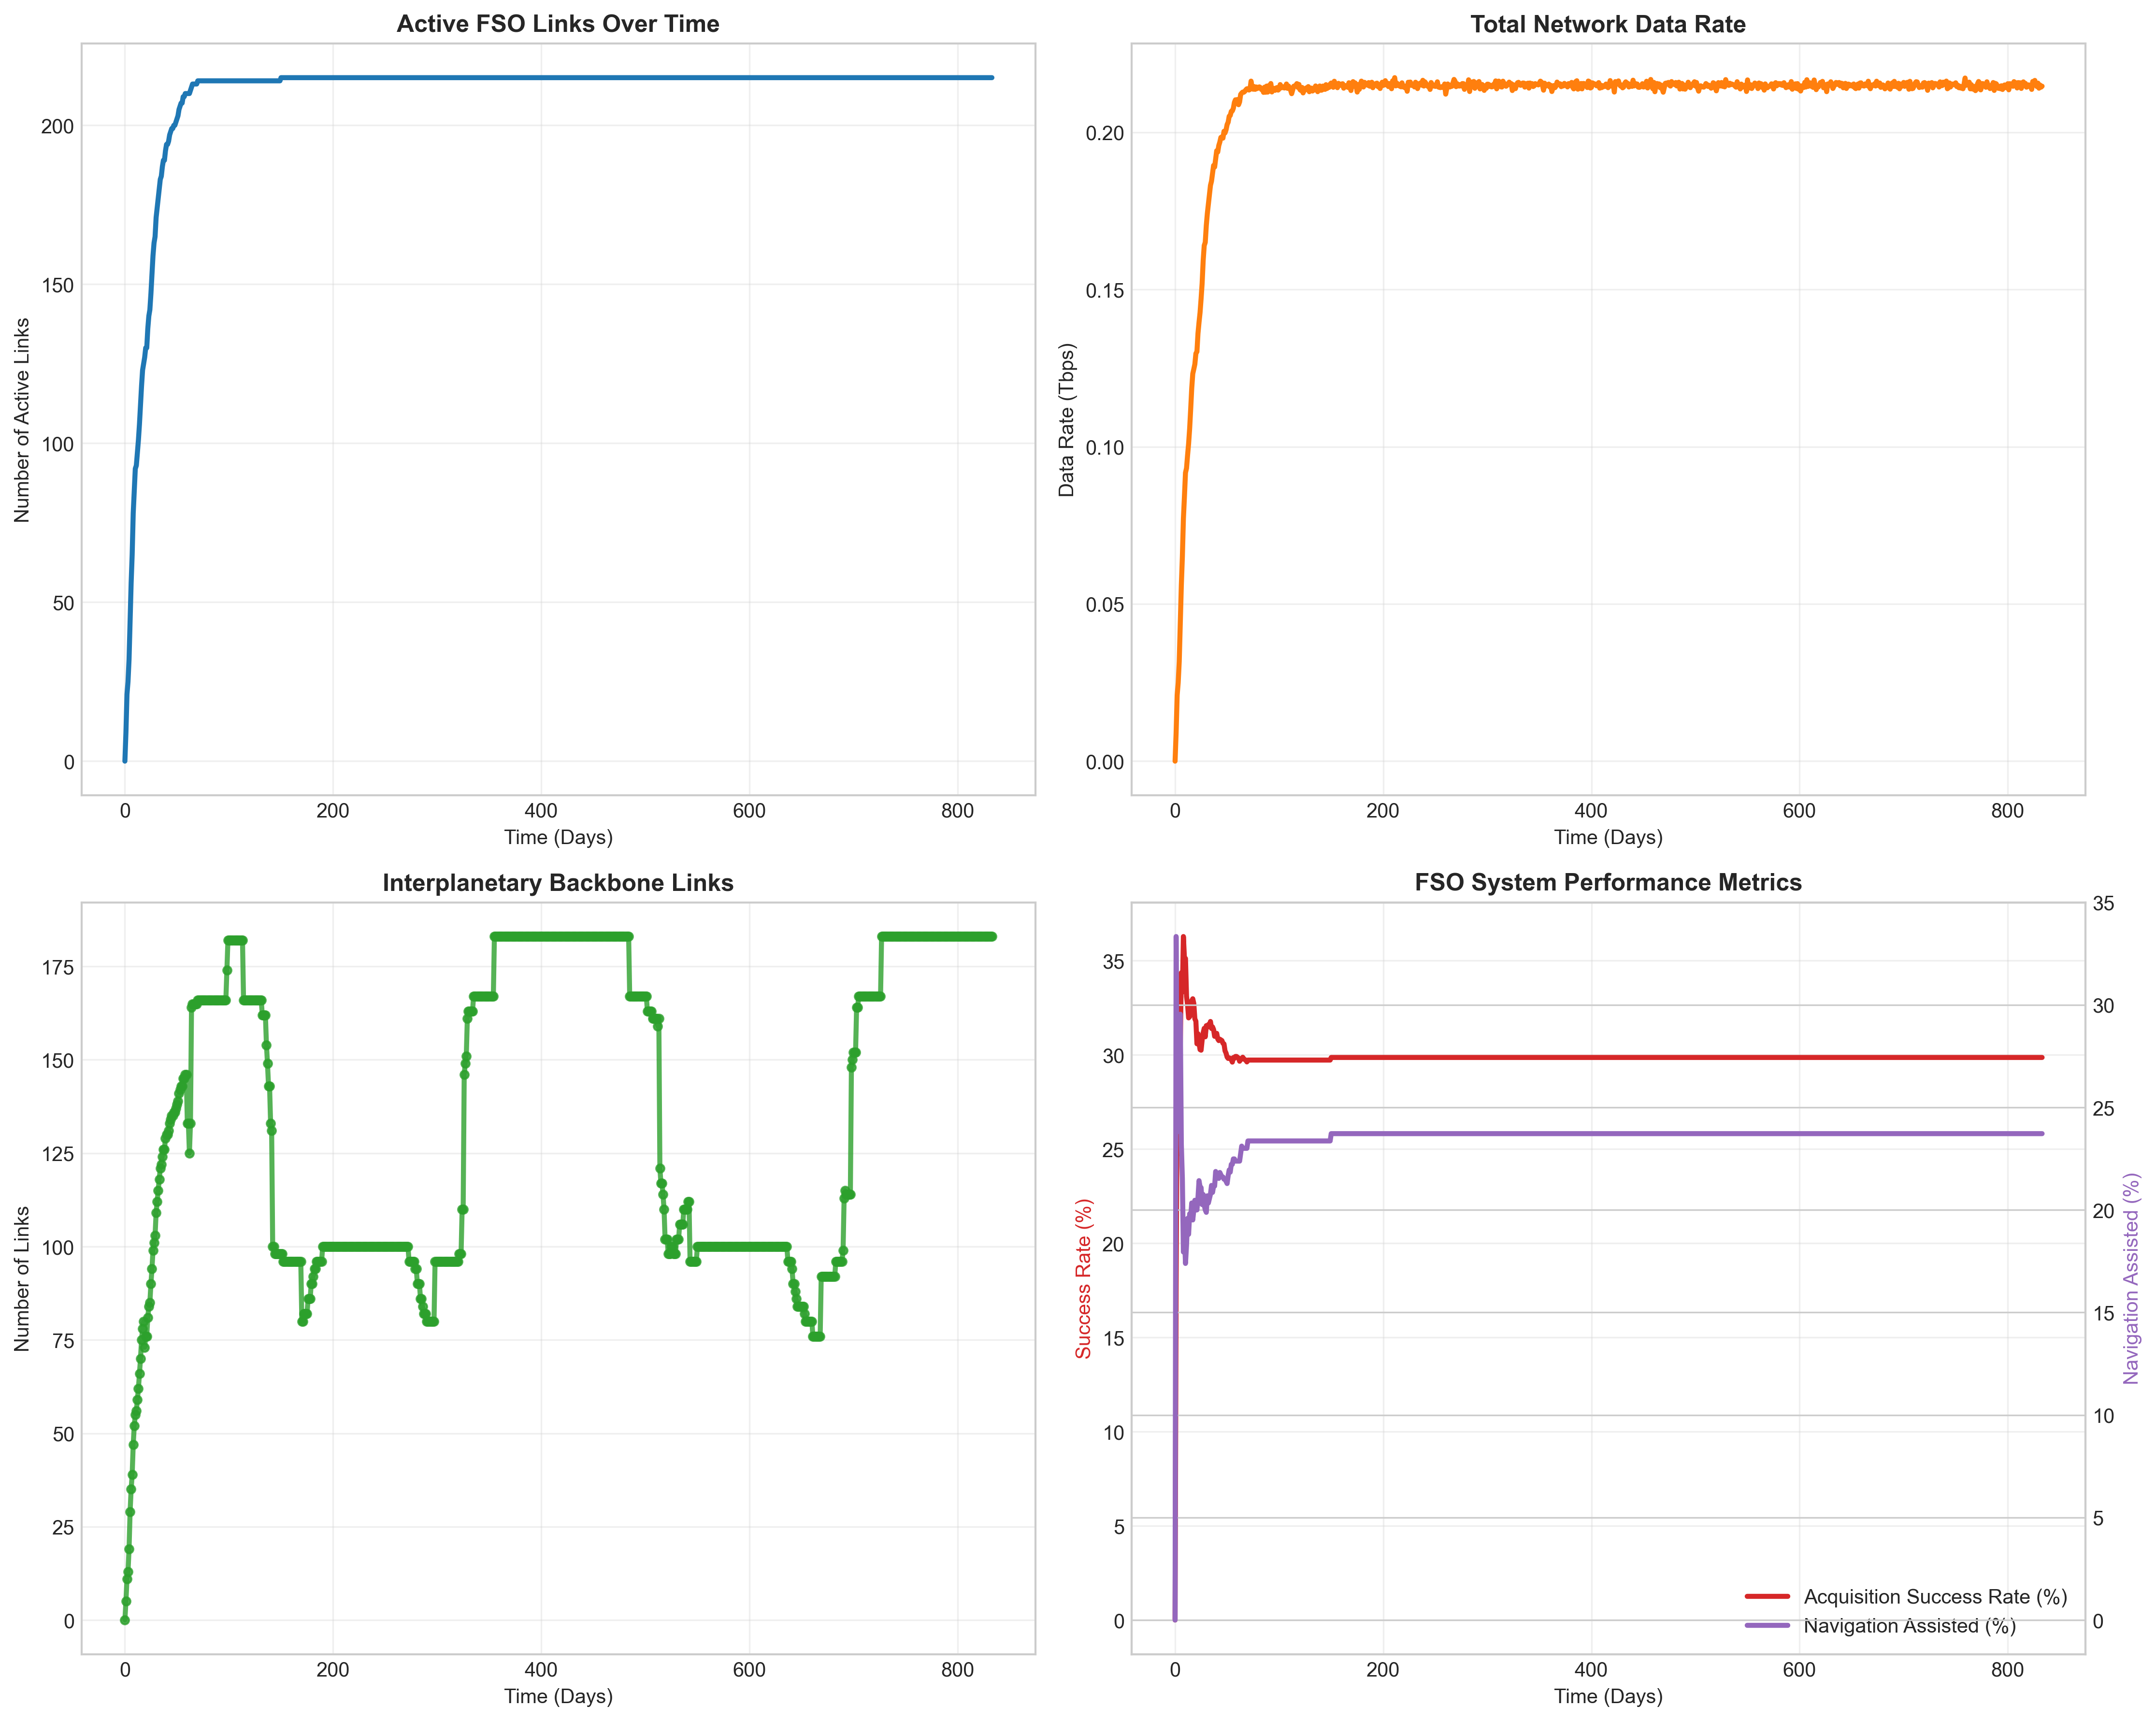 Active FSO Links Over Time
Number of Active Links
200
150
100
50
0
0 200 400 600 800
Time (Days)
Total Network Data Rate
Data Rate (Tbps)
0.20
0.15
0.10
0.05
0.00
0 200 400 600 800
Time (Days)
Interplanetary Backbone Links
Number of Links
175
150
125
100
75
50
25
0
0 200 400 600 800
Time (Days)
FSO System Performance Metrics
Success Rate (%)
35
30
25
20
15
10
5
0
Navigation Assisted (%)
35
30
25
20
15
10
5
0
Acquisition Success Rate (%)
Navigation Assisted (%)
0 200 400 600 800
Time (Days)